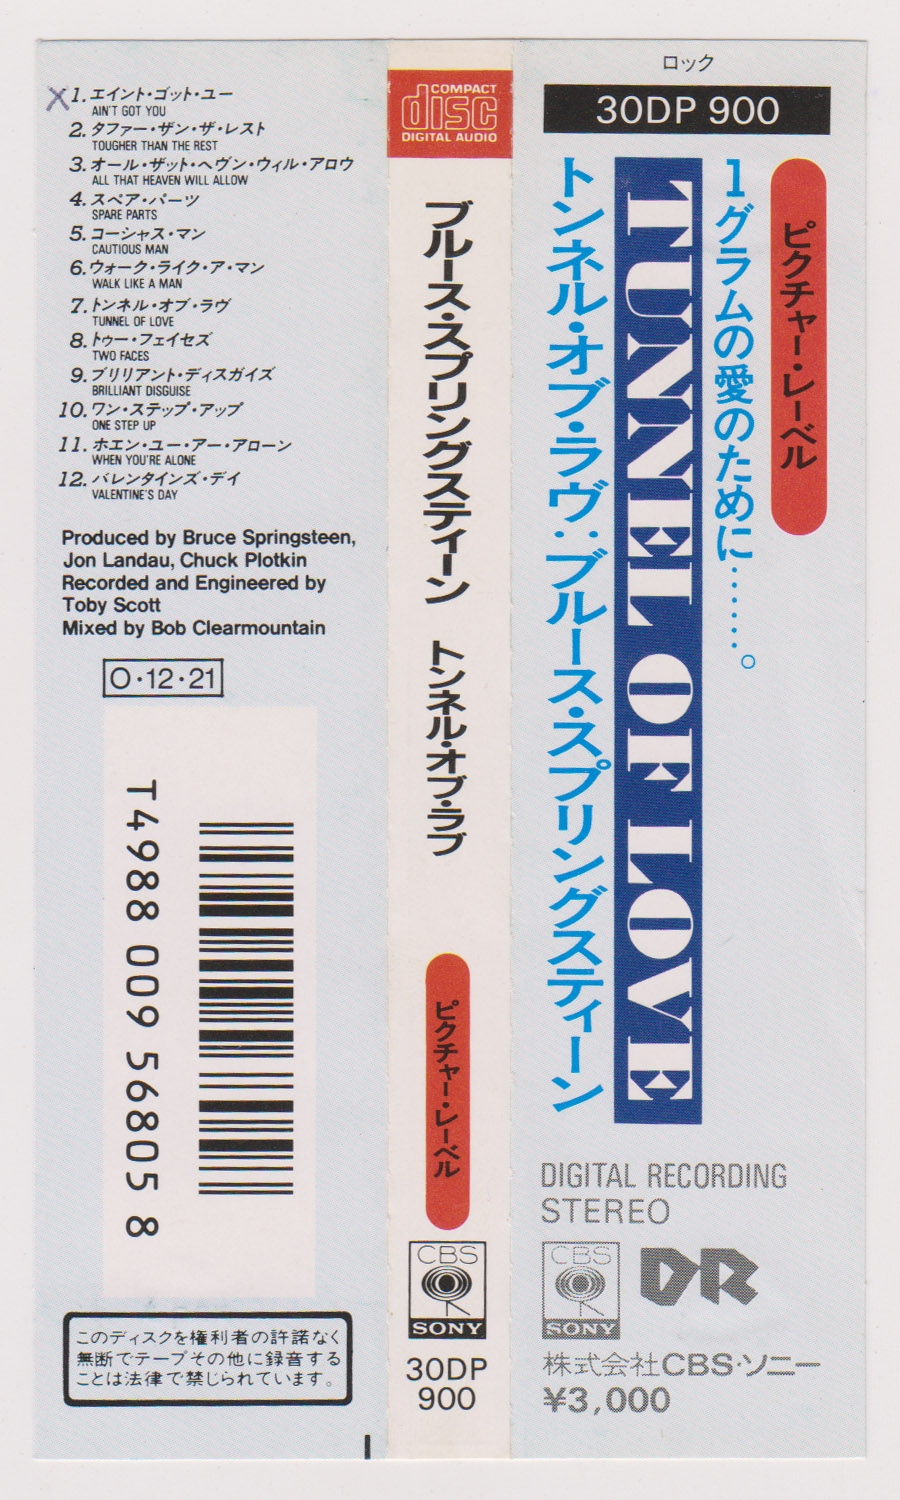 X
1. エイント・ゴット・ユー
AIN'T GOT YOU
2. タファー・ザン・ザ・レスト
TOUGHER THAN THE REST
3. オール・ザット・ヘヴン・ウィル・アロウ
ALL THAT HEAVEN WILL ALLOW
4. スペア・パーツ
SPARE PARTS
5. コーシャス・マン
CAUTIOUS MAN
6. ウォーク・ライク・ア・マン
WALK LIKE A MAN
7. トンネル・オブ・ラヴ
TUNNEL OF LOVE
8. トゥー・フェイセズ
TWO FACES
9. ブリリアント・ディスガイズ
BRILLIANT DISGUISE
10. ワン・ステップ・アップ
ONE STEP UP
11. ホエン・ユー・アー・アローン
WHEN YOU'RE ALONE
12. バレンタインズ・デイ
VALENTINE'S DAY
Produced by Bruce Springsteen,
Jon Landau, Chuck Plotkin
Recorded and Engineered by
Toby Scott
Mixed by Bob Clearmountain
O・12・21
T4988 009 56805 8
このディスクを権利者の許諾なく
無断でテープその他に録音する
ことは法律で禁じられています。
COMPACT
disc
DIGITAL AUDIO
ブルース・スプリングスティーン トンネル・オブ・ラブ
ピクチャー・レーベル
CBS
SONY
30DP
900
ロック
30DP 900
ピクチャー・レーベル
1グラムの愛のために……。
TUNNEL OF LOVE
トンネル・オブ・ラヴ:ブルース・スプリングスティーン
DIGITAL RECORDING
STEREO
CBS
SONY
DR
株式会社CBS・ソニー
¥3,000